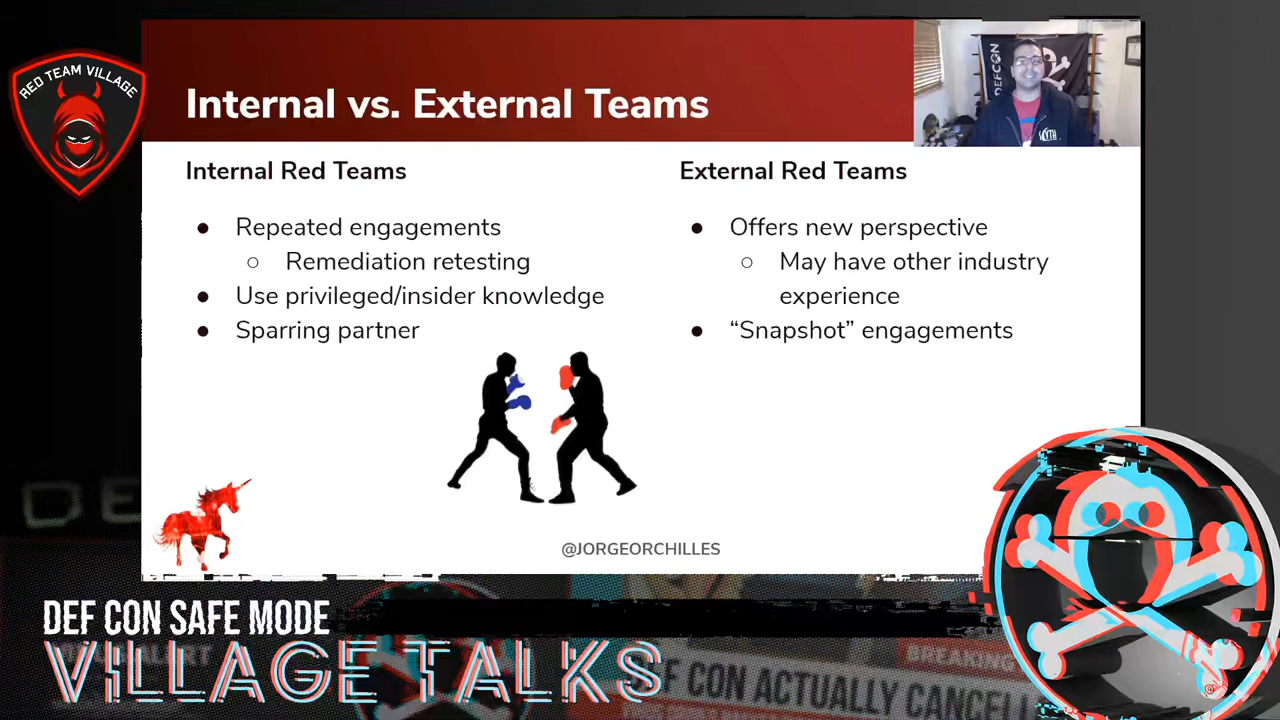 RED TEAM VILLAGE
Internal vs. External Teams
DEFCON
Internal Red Teams
● Repeated engagements
○ Remediation retesting
● Use privileged/insider knowledge
● Sparring partner
External Red Teams
● Offers new perspective
○ May have other industry
experience
● “Snapshot” engagements
@JORGEORCHILLES
DEF CON SAFE MODE
VILLAGE TALKS
BREAKING
DEF CON ACTUALLY CANCELL